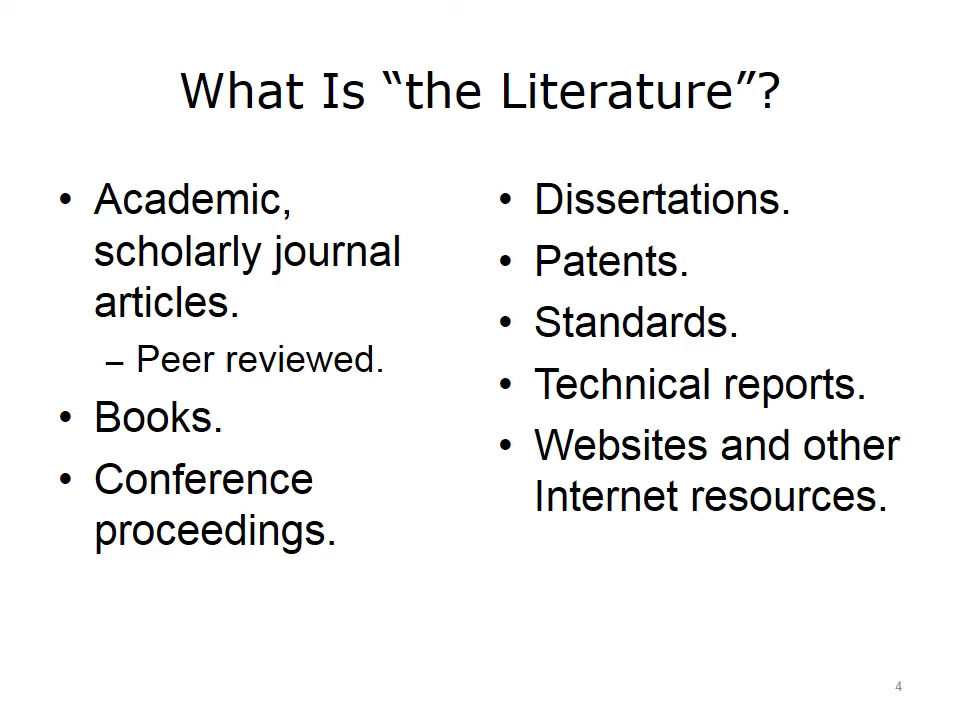 What Is “the Literature”?
• Academic,
scholarly journal
articles.
– Peer reviewed.
• Books.
• Conference
proceedings.
• Dissertations.
• Patents.
• Standards.
• Technical reports.
• Websites and other
Internet resources.
4